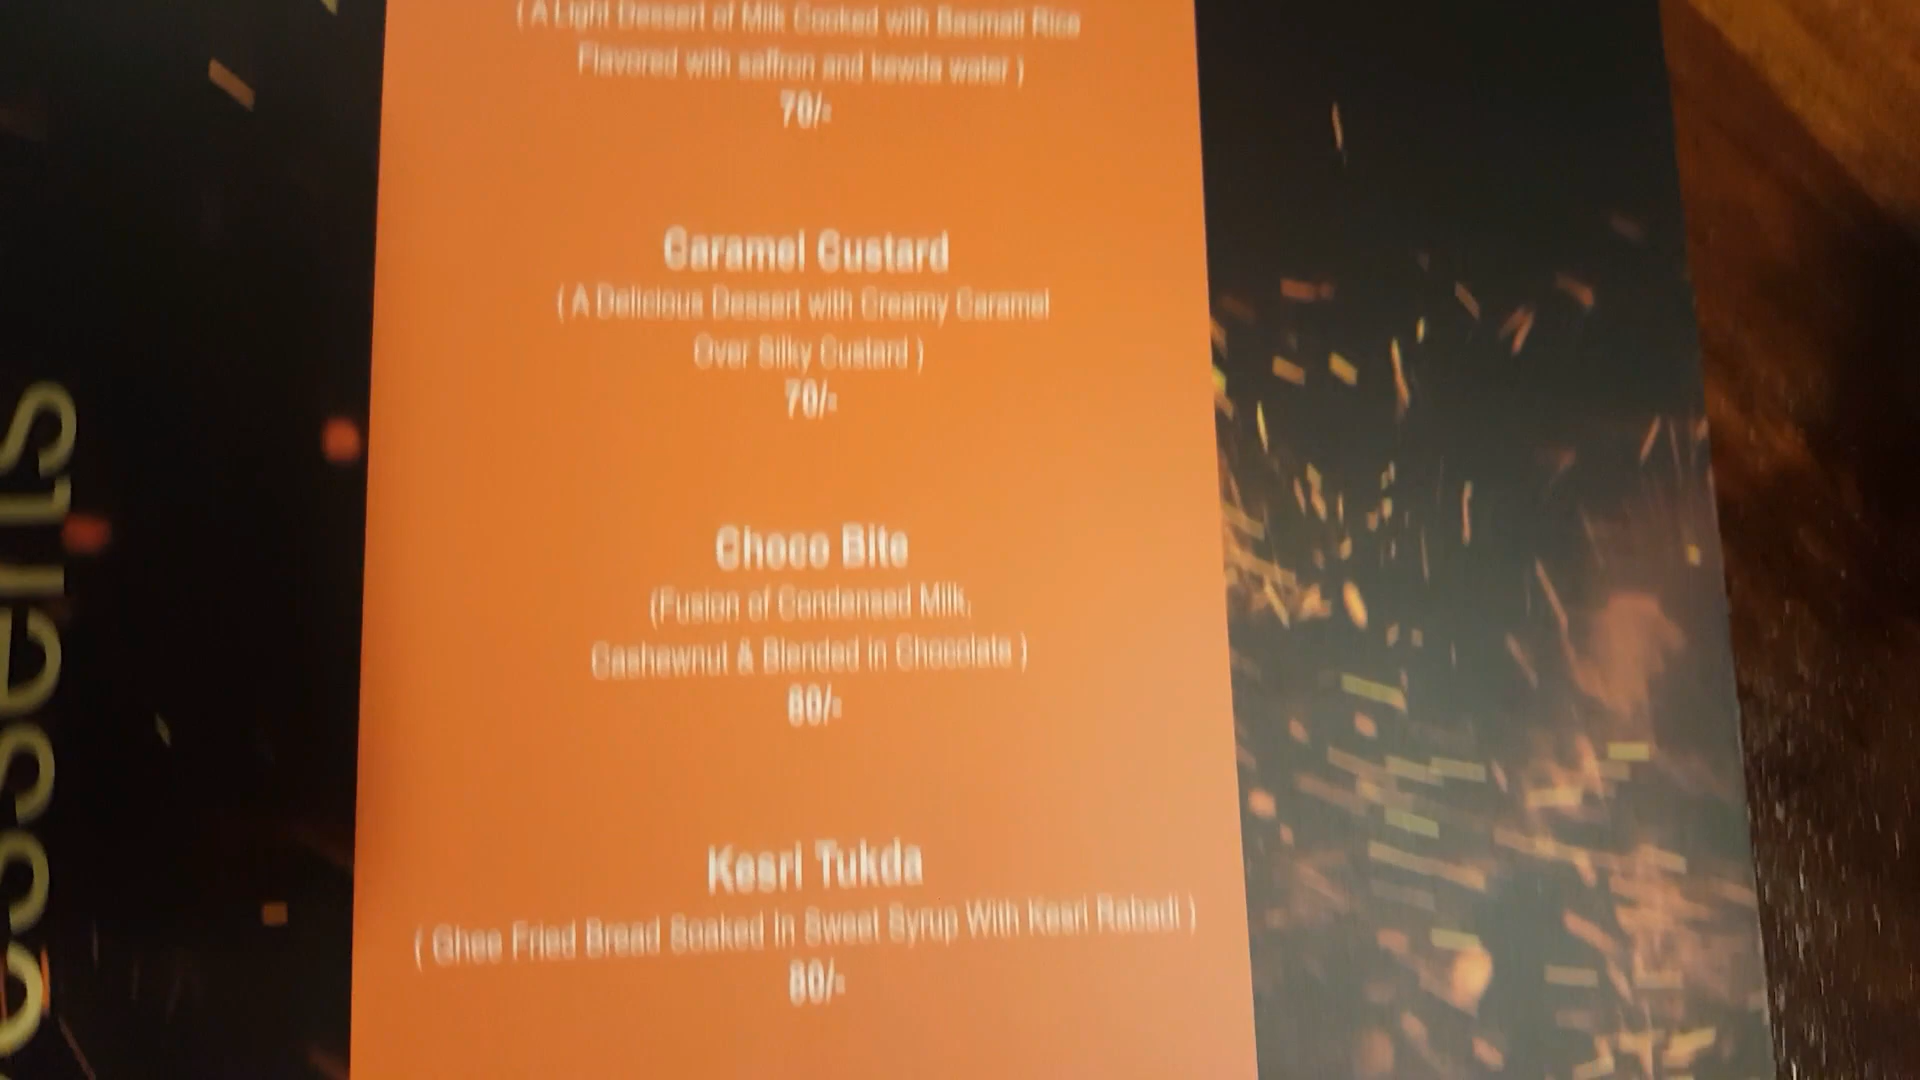 ( A Light Dessert of Milk Cooked with Basmati Rice
Flavored with saffron and kewda water )
70/-
Caramel Custard
( A Delicious Dessert with Creamy Caramel
Over Silky Custard )
70/-
Choco Bite
(Fusion of Condensed Milk,
Cashewnut & Blended in Chocolate )
80/-
Kesri Tukda
( Ghee Fried Bread Soaked In Sweet Syrup With Kesri Rabadi )
80/-
esserts